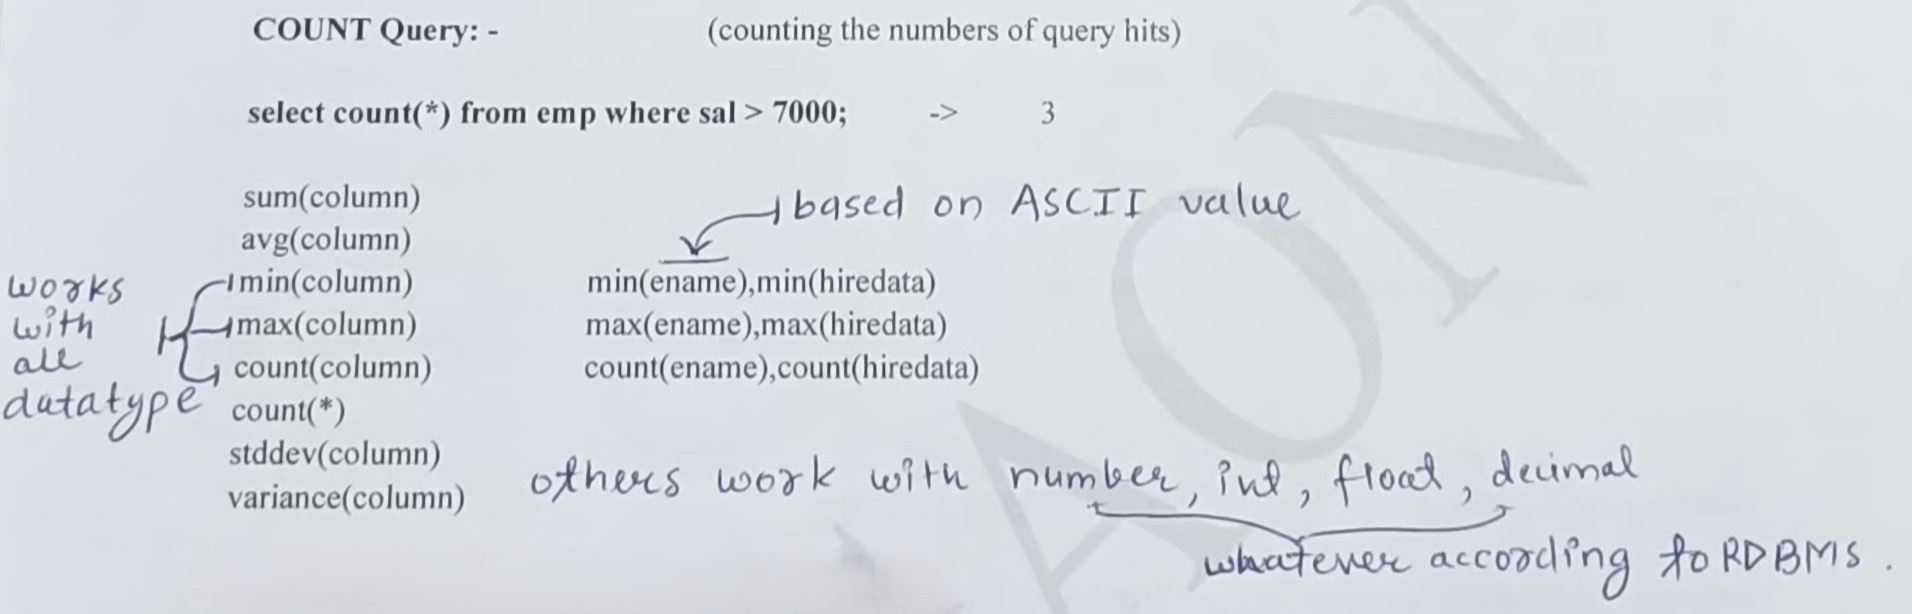 COUNT Query: - (counting the numbers of query hits)
select count(*) from emp where sal > 7000; -> 3
sum(column)
based on ASCII value
avg(column)
min(column) min(ename),min(hiredata)
max(column) max(ename),max(hiredata)
count(column) count(ename),count(hiredata)
works
with
all
datatype
count(*)
stddev(column)
variance(column)
others work with number, int, float, decimal
whatever according to RDBMS.
AON